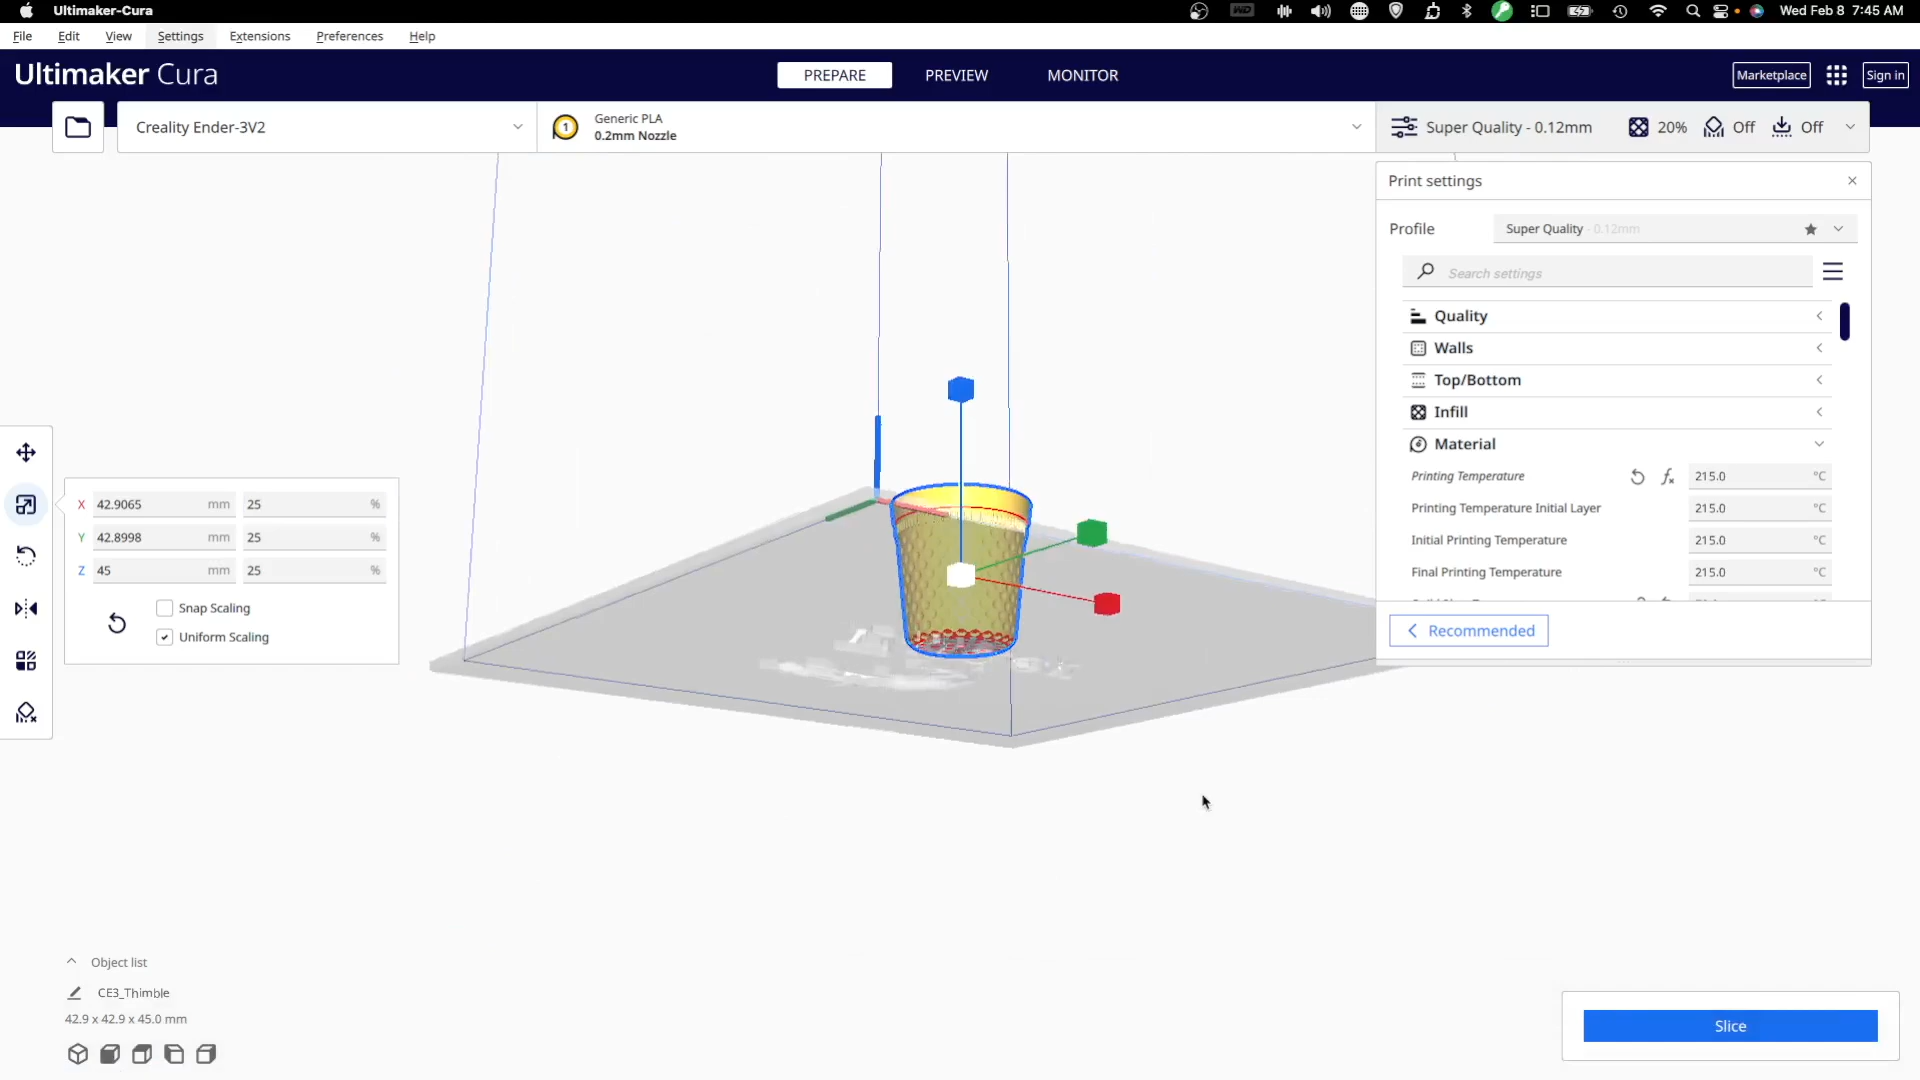 Ultimaker-Cura
Wed Feb 8 7:45 AM
File Edit View Settings Extensions Preferences Help
Ultimaker Cura
PREPARE PREVIEW MONITOR
Marketplace
Sign in
Creality Ender-3V2
1
Generic PLA
0.2mm Nozzle
Super Quality - 0.12mm
20%
Off
Off
Print settings
Profile
Super Quality - 0.12mm
Search settings
Quality
Walls
Top/Bottom
Infill
Material
Printing Temperature 215.0 °C
Printing Temperature Initial Layer 215.0 °C
Initial Printing Temperature 215.0 °C
Final Printing Temperature 215.0 °C
Recommended
X 42.9065 mm 25 %
Y 42.8998 mm 25 %
Z 45 mm 25 %
Snap Scaling
Uniform Scaling
Object list
CE3_Thimble
42.9 x 42.9 x 45.0 mm
Slice